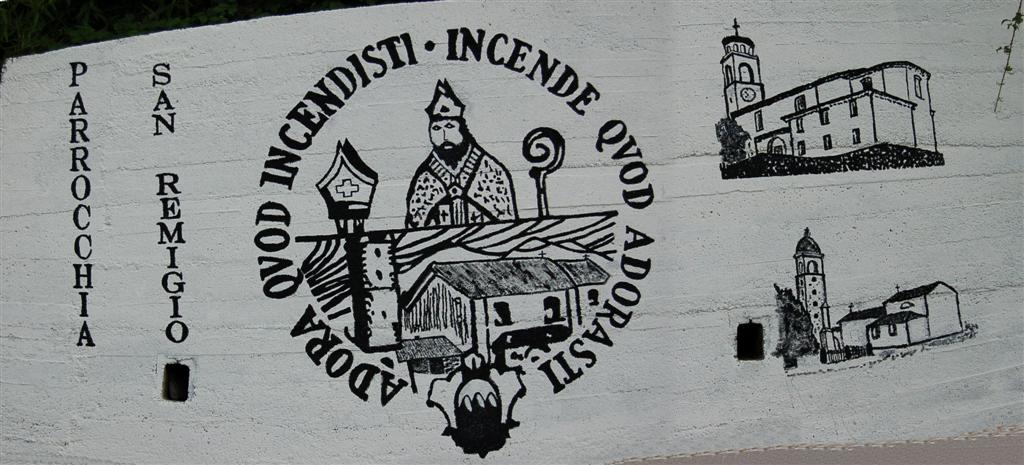 PARROCCHIA
SAN REMIGIO
ADORA QVOD INCENDISTI · INCENDE QVOD ADORASTI